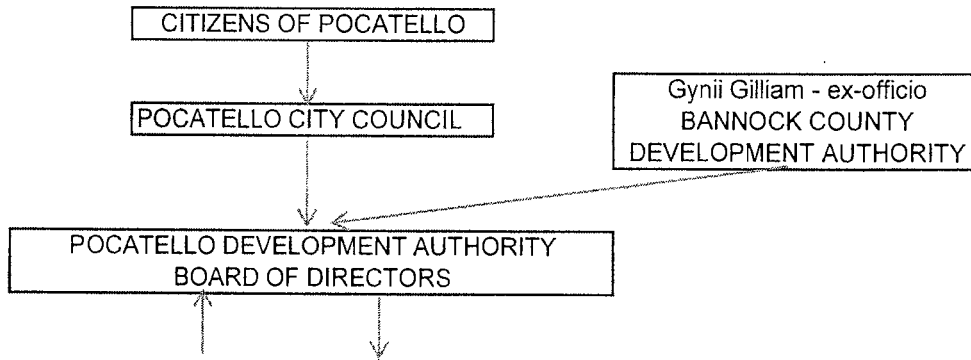 CITIZENS OF POCATELLO
POCATELLO CITY COUNCIL
Gynii Gilliam - ex-officio
BANNOCK COUNTY
DEVELOPMENT AUTHORITY
POCATELLO DEVELOPMENT AUTHORITY
BOARD OF DIRECTORS